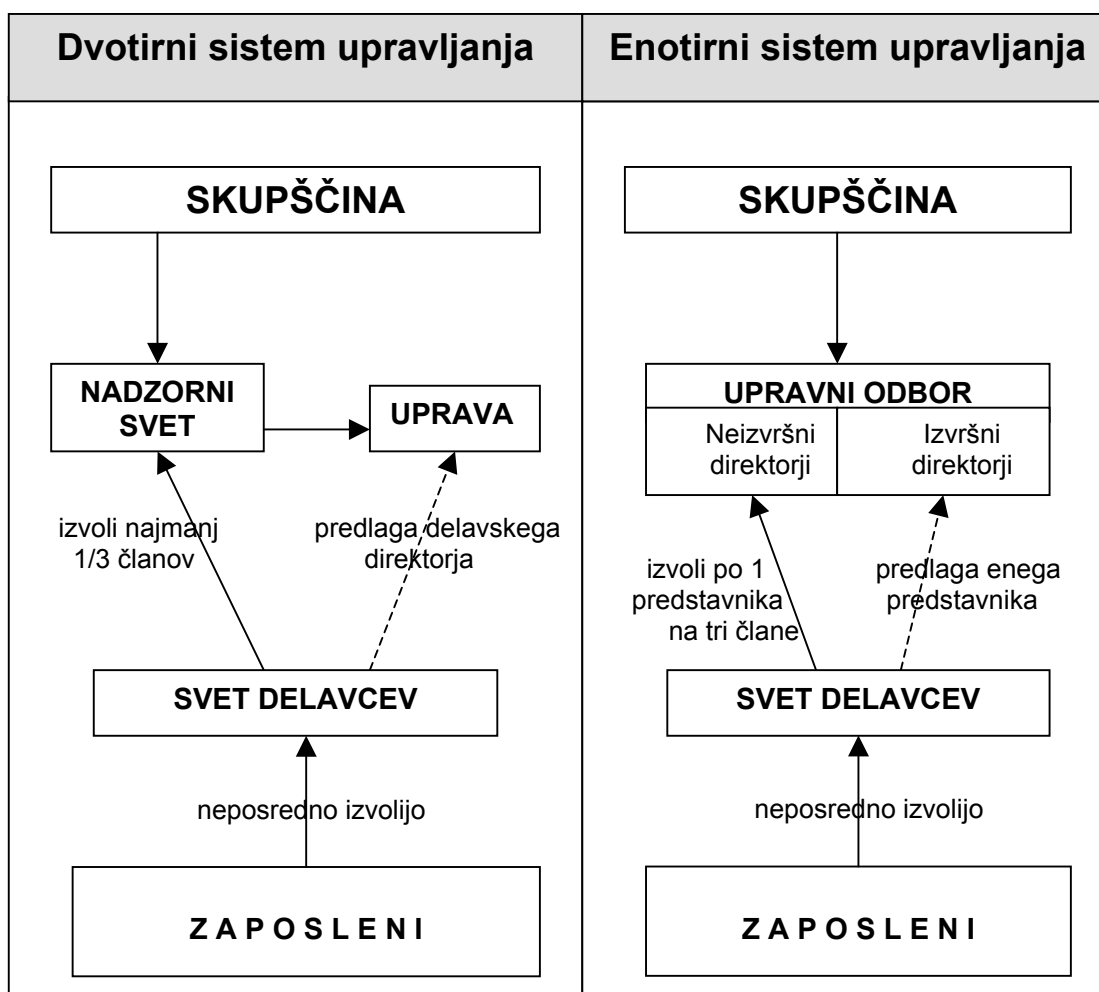 Dvotirni sistem upravljanja
SKUPŠČINA
NADZORNI
SVET
UPRAVA
izvoli najmanj
1/3 članov
predlaga delavskega
direktorja
SVET DELAVCEV
neposredno izvolijo
Z A P O S L E N I
Enotirni sistem upravljanja
SKUPŠČINA
UPRAVNI ODBOR
Neizvršni
direktorji
Izvršni
direktorji
izvoli po 1
predstavnika
na tri člane
predlaga enega
predstavnika
SVET DELAVCEV
neposredno izvolijo
Z A P O S L E N I